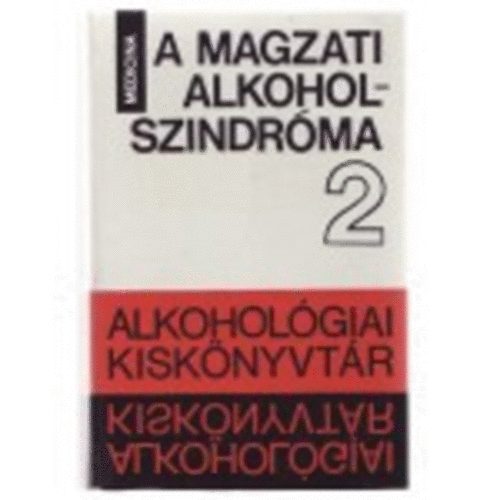 MEDICINA
A MAGZATI
ALKOHOL-
SZINDRÓMA
2
ALKOHOLÓGIAI
KISKÖNYVTÁR
KISKÖNYVTÁR
ALKOHOLÓGIAI